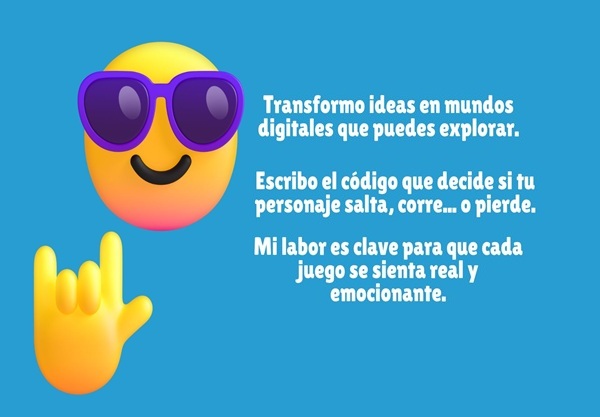 Transformo ideas en mundos
digitales que puedes explorar.
Escribo el código que decide si tu
personaje salta, corre... o pierde.
Mi labor es clave para que cada
juego se sienta real y
emocionante.